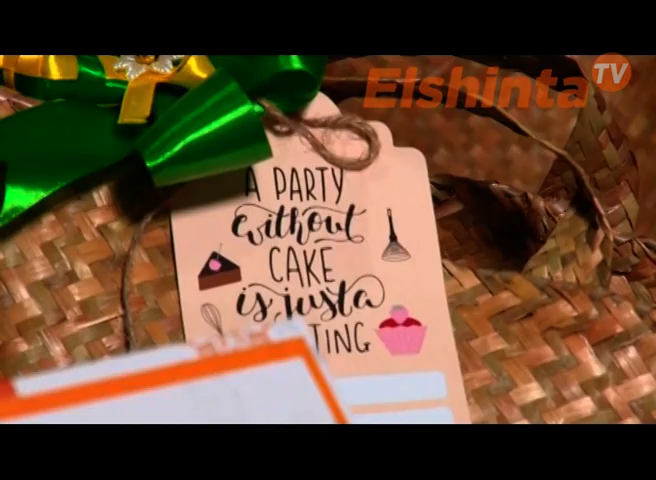 Elshinta TV
A PARTY
without
CAKE
is just a
TING